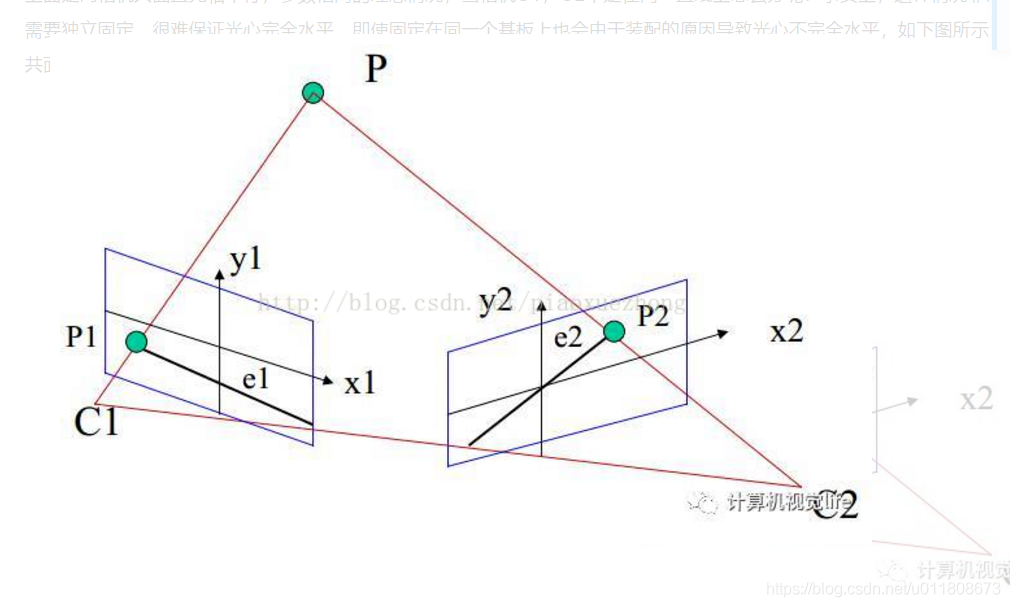 需要独立固定，很难保证光心完全水平，即使固定在同一个基板上也会由于装配的原因导致光心不完全水平，如下图所示
P
y1
http://blog.csdn.net/piaoxuezhong
y2
P2
P1
e2
x2
e1
x1
x2
C1
计算机视觉life
C2
计算机视觉
https://blog.csdn.net/u011808673